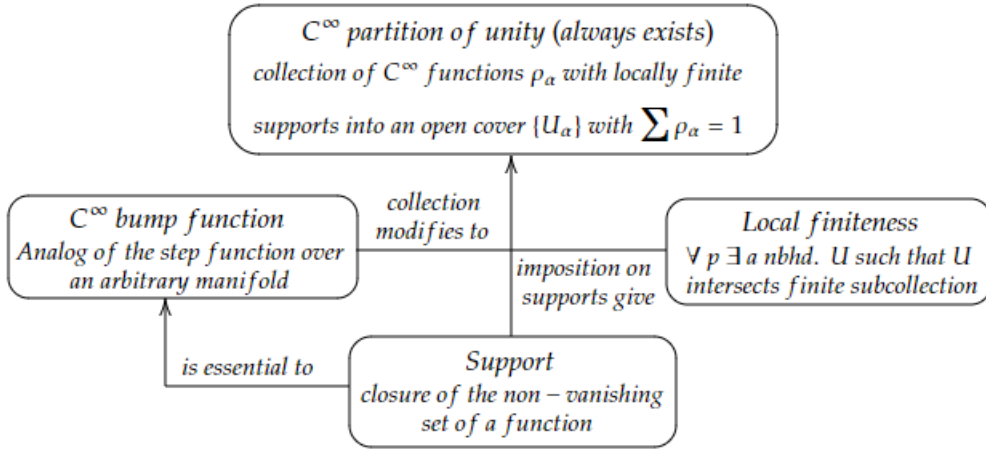 C∞ partition of unity (always exists)
collection of C∞ functions ρα with locally finite
supports into an open cover {Uα} with ∑ ρα = 1
C∞ bump function
Analog of the step function over
an arbitrary manifold
collection
modifies to
Local finiteness
∀ p ∃ a nbhd. U such that U
intersects finite subcollection
imposition on
supports give
is essential to
Support
closure of the non − vanishing
set of a function